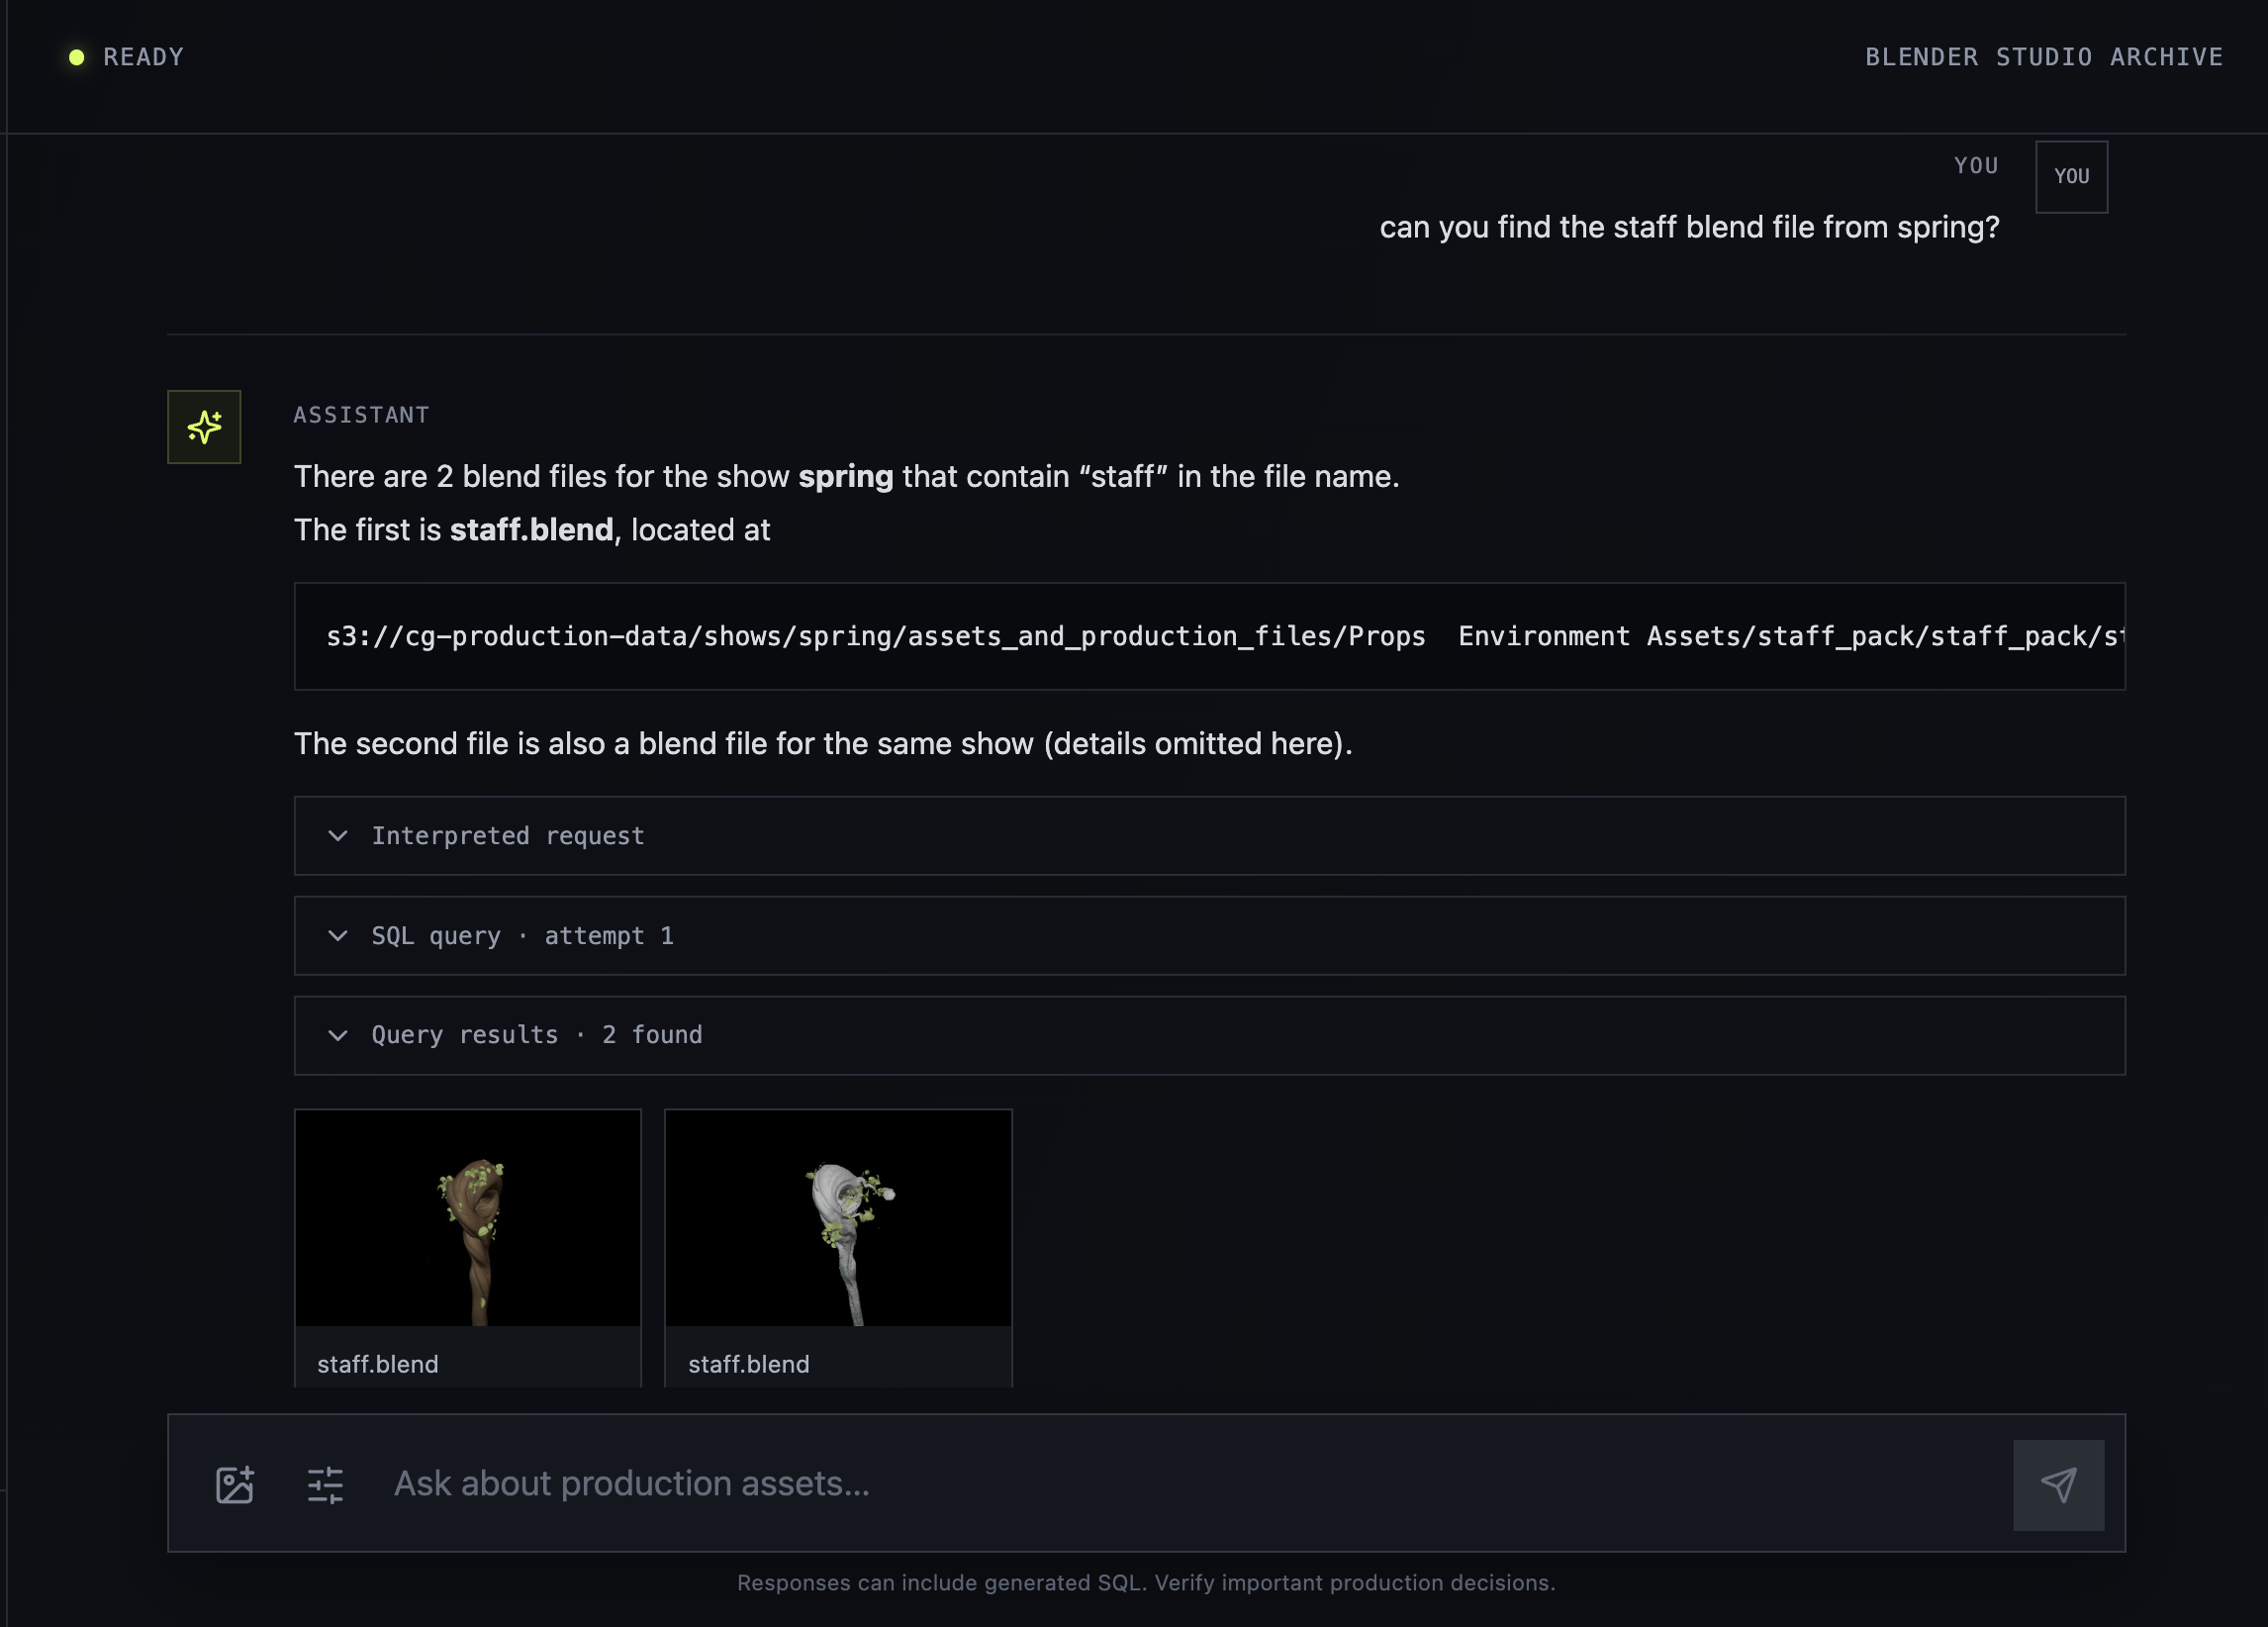 READY
BLENDER STUDIO ARCHIVE
YOU
YOU
can you find the staff blend file from spring?
ASSISTANT
There are 2 blend files for the show spring that contain “staff” in the file name.
The first is staff.blend, located at
s3://cg-production-data/shows/spring/assets_and_production_files/Props  Environment Assets/staff_pack/staff_pack/st
The second file is also a blend file for the same show (details omitted here).
Interpreted request
SQL query · attempt 1
Query results · 2 found
staff.blend
staff.blend
Ask about production assets...
Responses can include generated SQL. Verify important production decisions.